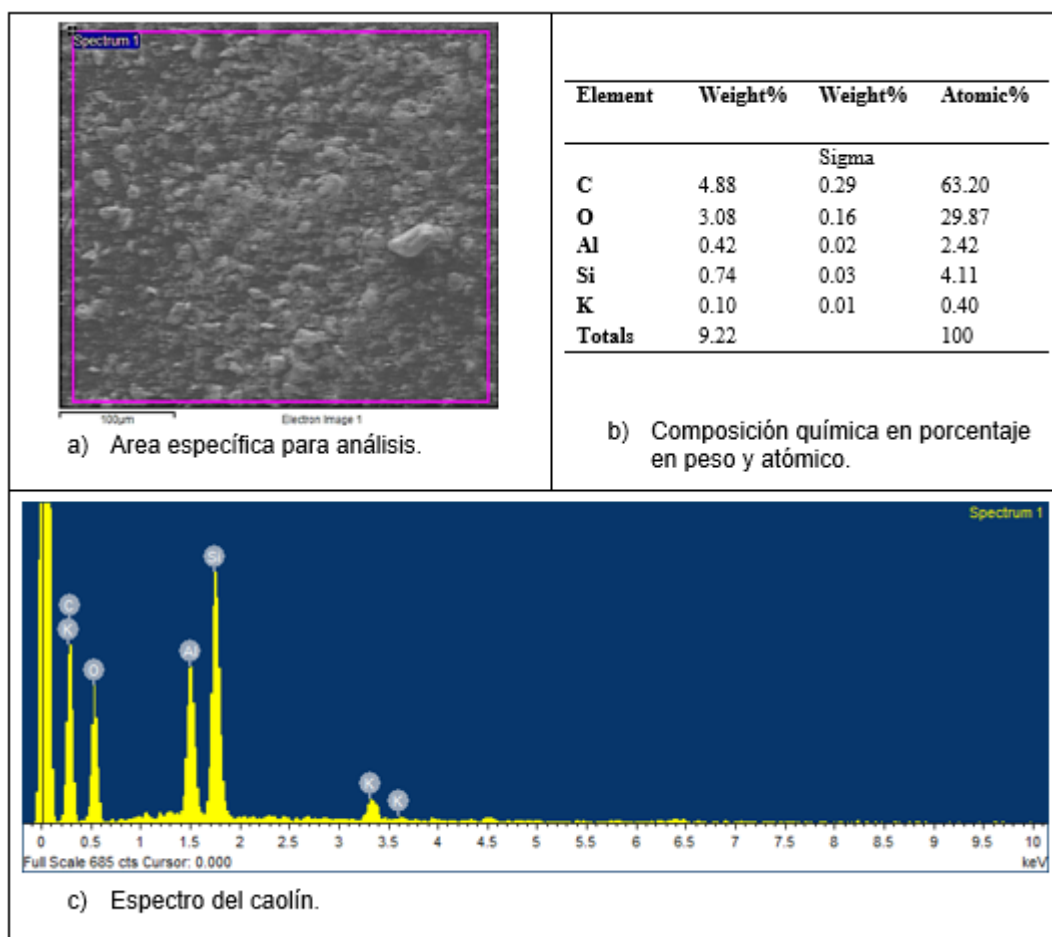 Spectrum 1
100µm Electron Image 1
a) Area específica para análisis.
Element Weight% Weight% Atomic%
Sigma
C 4.88 0.29 63.20
O 3.08 0.16 29.87
Al 0.42 0.02 2.42
Si 0.74 0.03 4.11
K 0.10 0.01 0.40
Totals 9.22 100
b) Composición química en porcentaje
en peso y atómico.
Spectrum 1
Si
C
K
O
Al
K
K
0 0.5 1 1.5 2 2.5 3 3.5 4 4.5 5 5.5 6 6.5 7 7.5 8 8.5 9 9.5 10
Full Scale 685 cts Cursor: 0.000 keV
c) Espectro del caolín.